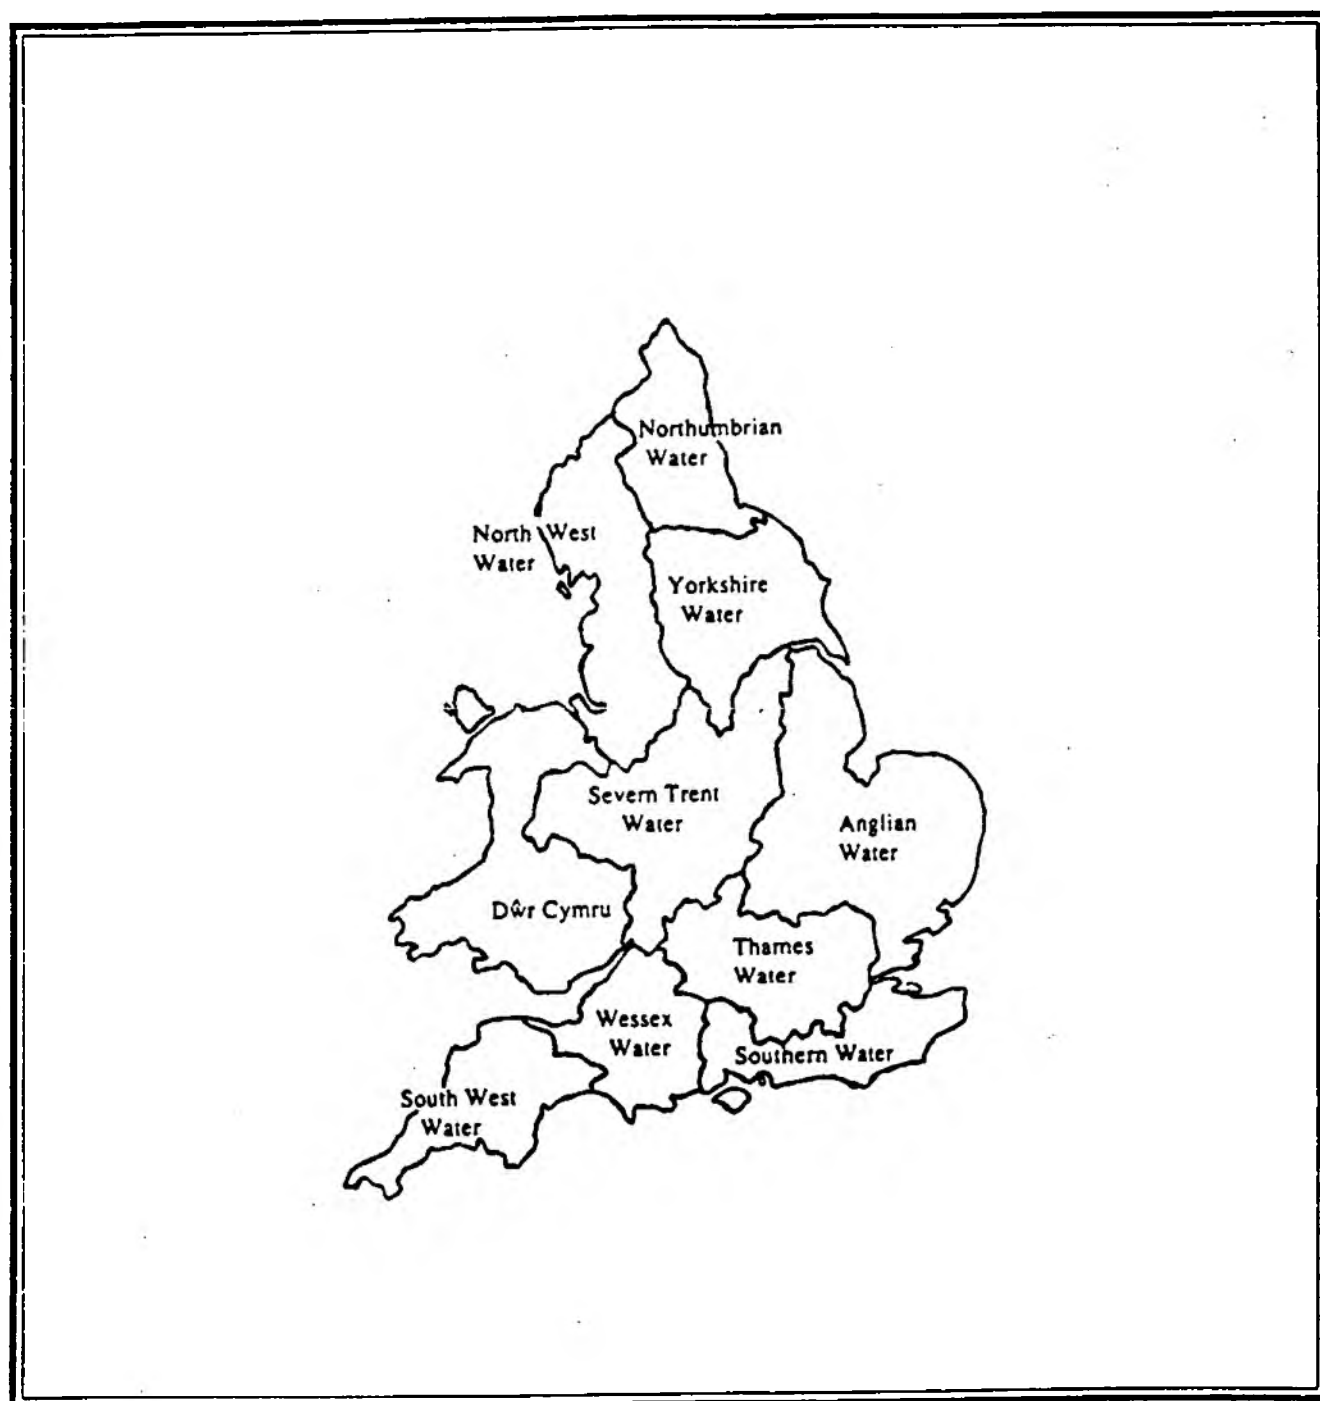 Northumbrian
Water
North West
Water
Yorkshire
Water
Severn Trent
Water
Anglian
Water
Dŵr Cymru
Thames
Water
Wessex
Water
Southern Water
South West
Water